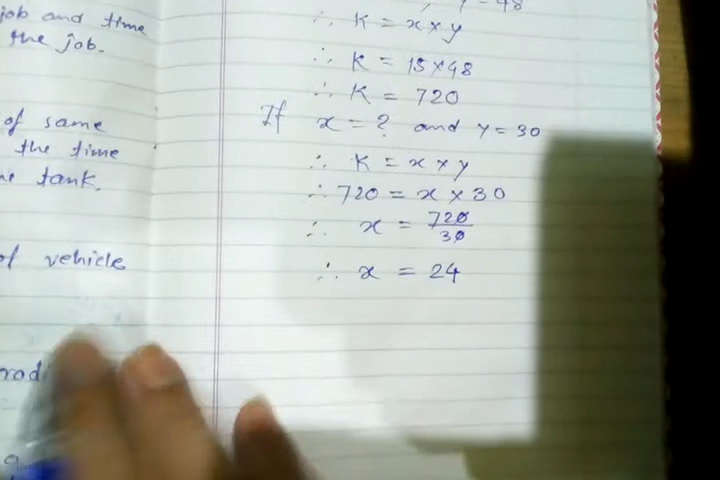 job and time
the job.
of same
the time
tank.
of vehicle
= 48
∴ K = x × y
∴ K = 15 × 48
∴ K = 720
If x = ? and y = 30
∴ K = x × y
∴ 720 = x × 30
∴ x = 720/30
∴ x = 24